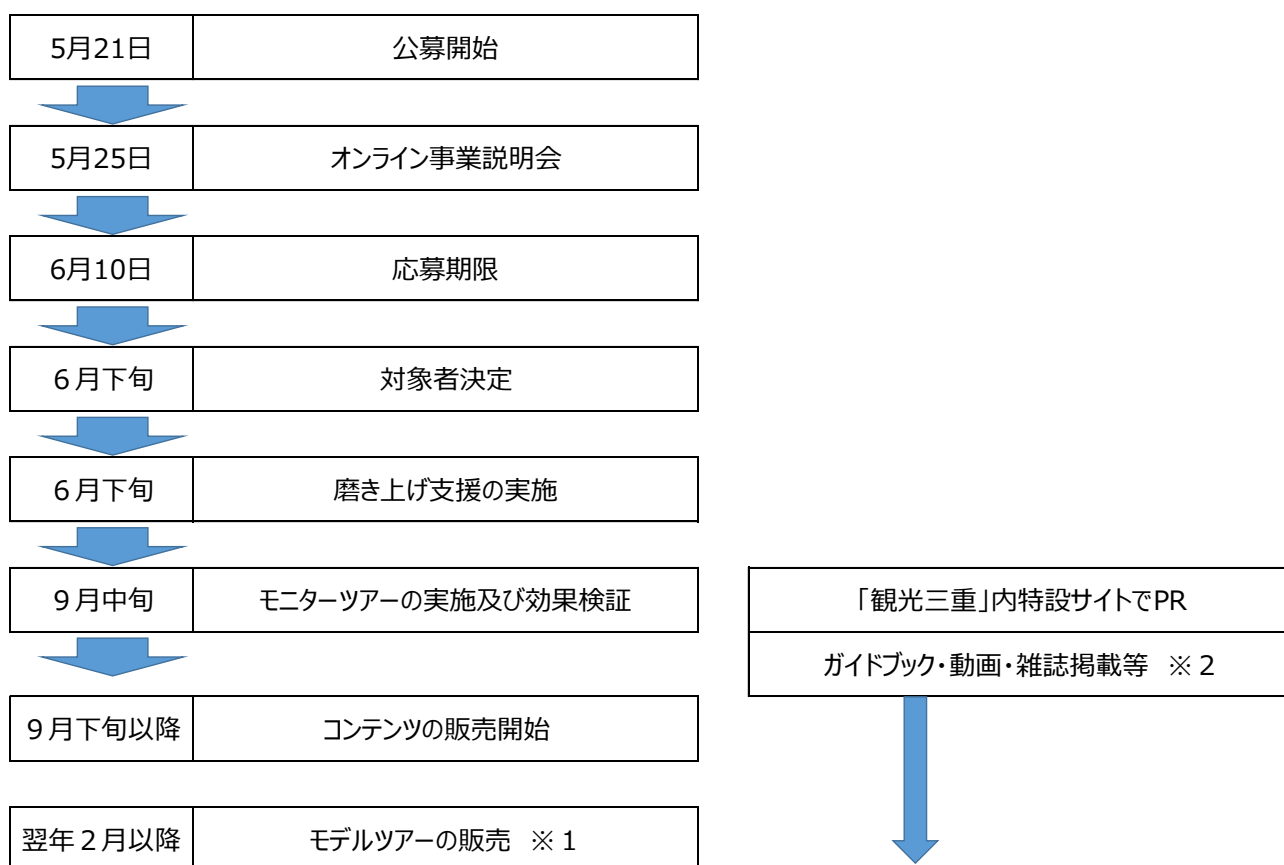 5月21日 公募開始
5月25日 オンライン事業説明会
6月10日 応募期限
６月下旬 対象者決定
６月下旬 磨き上げ支援の実施
９月中旬 モニターツアーの実施及び効果検証
「観光三重」内特設サイトでPR
ガイドブック・動画・雑誌掲載等　※２
９月下旬以降 コンテンツの販売開始
翌年２月以降 モデルツアーの販売　※１